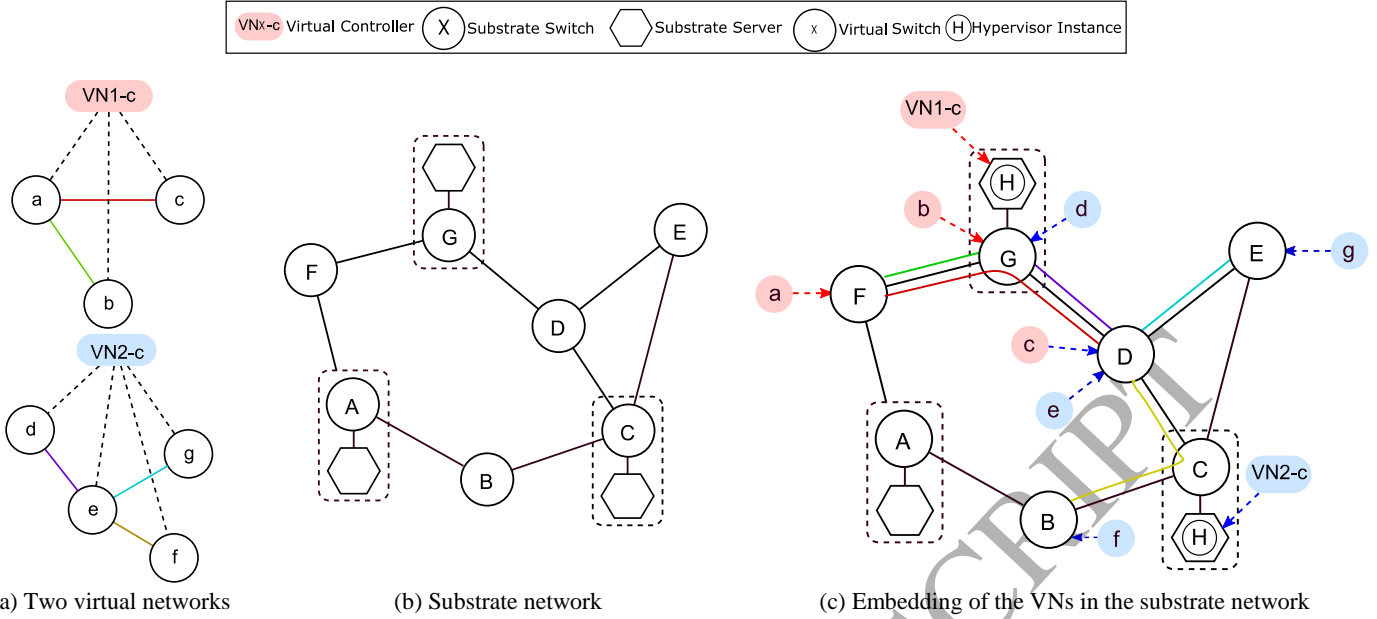 VNX-c Virtual Controller X Substrate Switch Substrate Server x Virtual Switch H Hypervisor Instance
VN1-c
a
c
b
VN2-c
d
g
e
f
a) Two virtual networks
G
E
F
D
A
C
B
(b) Substrate network
VN1-c
H
b
d
G
E
g
a
F
c
D
e
A
C
VN2-c
B
f
H
CRIPT
(c) Embedding of the VNs in the substrate network